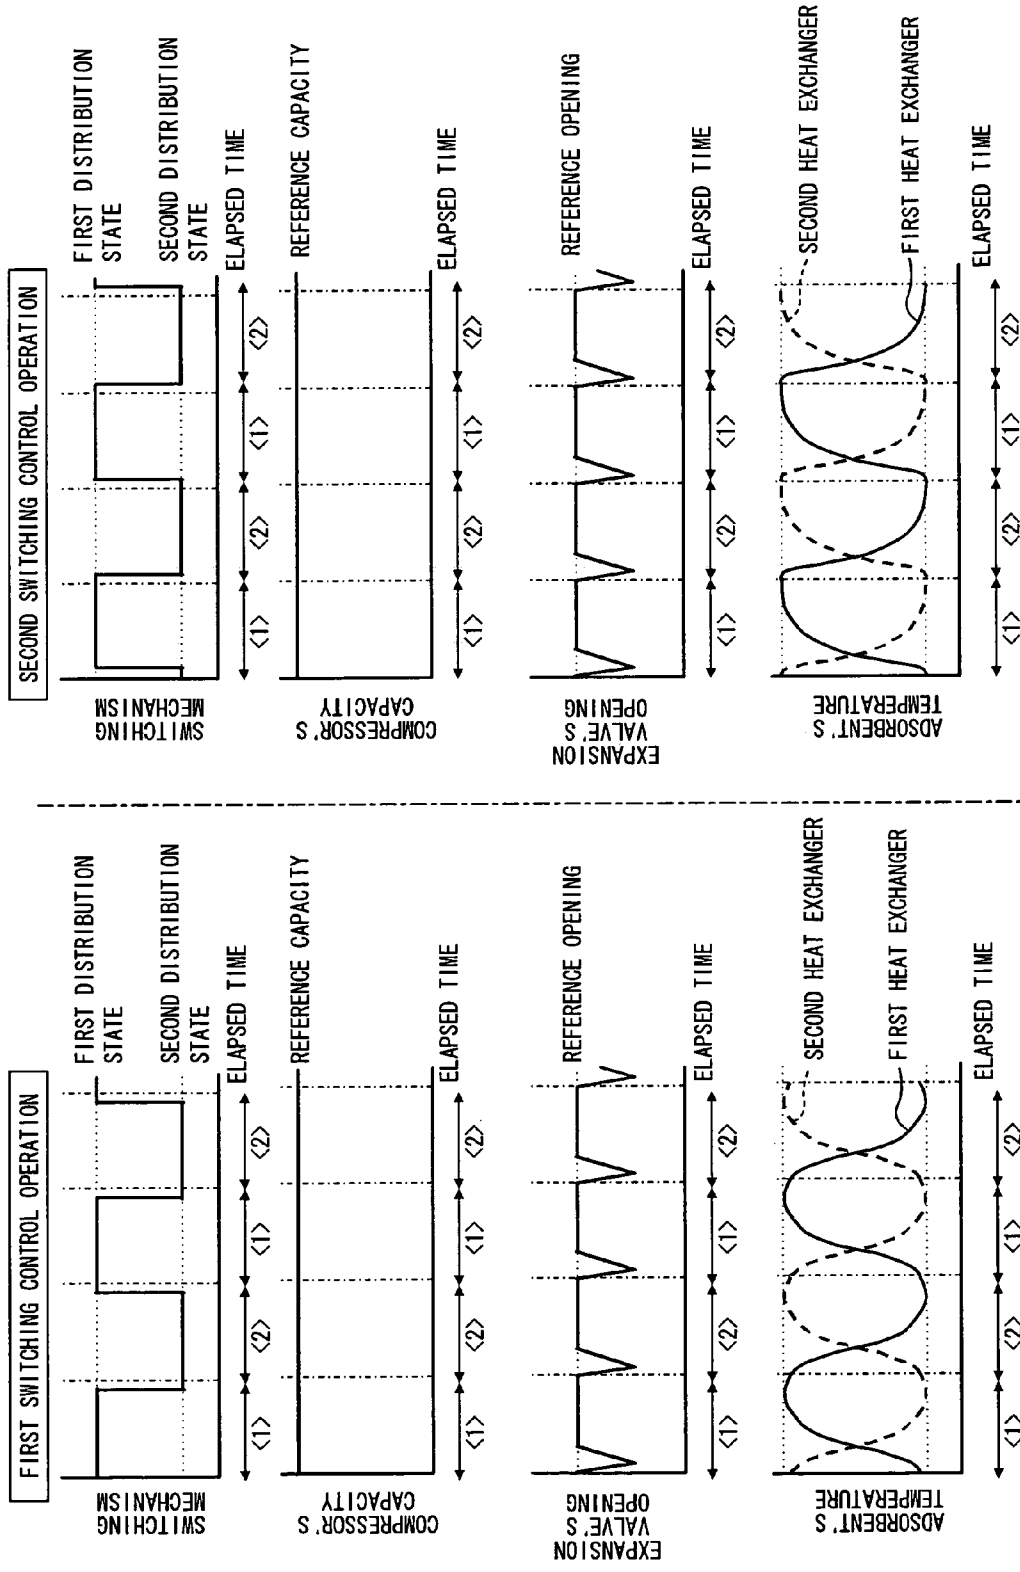 FIRST SWITCHING CONTROL OPERATION
SWITCHING
MECHANISM
FIRST DISTRIBUTION
STATE
SECOND DISTRIBUTION
STATE
ELAPSED TIME
<1>
<2>
<1>
<2>
COMPRESSOR'S
CAPACITY
REFERENCE CAPACITY
ELAPSED TIME
<1>
<2>
<1>
<2>
EXPANSION
VALVE'S
OPENING
REFERENCE OPENING
ELAPSED TIME
<1>
<2>
<1>
<2>
ADSORBENT'S
TEMPERATURE
SECOND HEAT EXCHANGER
FIRST HEAT EXCHANGER
ELAPSED TIME
<1>
<2>
<1>
<2>
SECOND SWITCHING CONTROL OPERATION
SWITCHING
MECHANISM
FIRST DISTRIBUTION
STATE
SECOND DISTRIBUTION
STATE
ELAPSED TIME
<1>
<2>
<1>
<2>
COMPRESSOR'S
CAPACITY
REFERENCE CAPACITY
ELAPSED TIME
<1>
<2>
<1>
<2>
EXPANSION
VALVE'S
OPENING
REFERENCE OPENING
ELAPSED TIME
<1>
<2>
<1>
<2>
ADSORBENT'S
TEMPERATURE
SECOND HEAT EXCHANGER
FIRST HEAT EXCHANGER
ELAPSED TIME
<1>
<2>
<1>
<2>